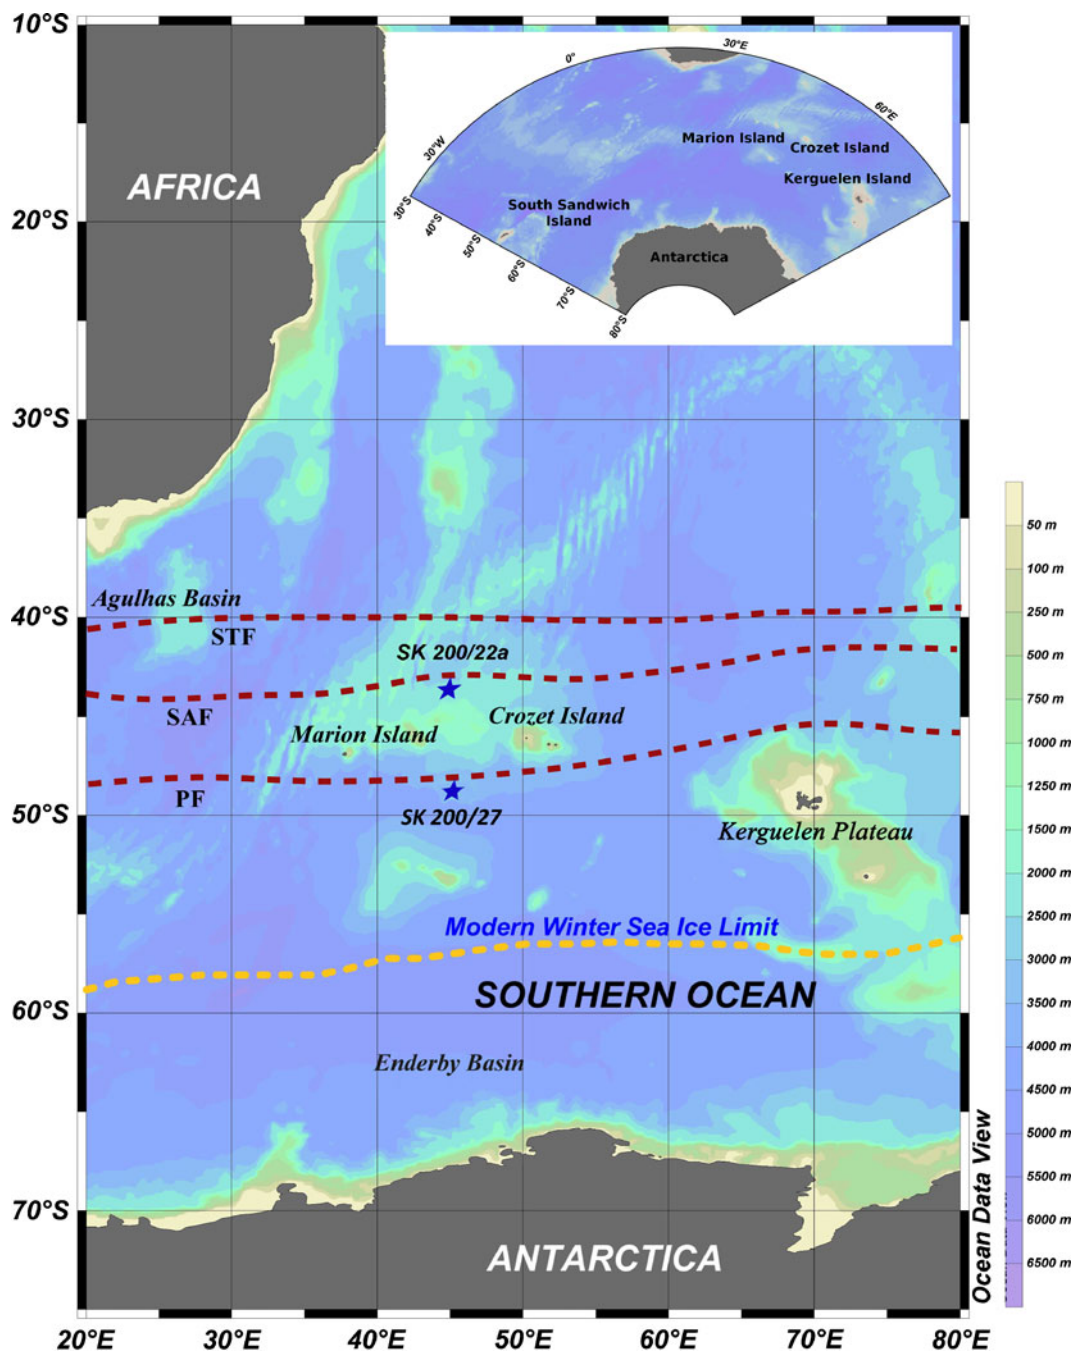 10°S
20°S
30°S
40°S
50°S
60°S
70°S
20°E
30°E
40°E
50°E
60°E
70°E
80°E
AFRICA
30°W
0°
30°E
60°E
30°S
40°S
50°S
60°S
70°S
80°S
Marion Island
Crozet Island
Kerguelen Island
South Sandwich
Island
Antarctica
Agulhas Basin
STF
SK 200/22a
SAF
Marion Island
Crozet Island
PF
SK 200/27
Kerguelen Plateau
Modern Winter Sea Ice Limit
SOUTHERN OCEAN
Enderby Basin
ANTARCTICA
Ocean Data View
50 m
100 m
250 m
500 m
750 m
1000 m
1250 m
1500 m
2000 m
2500 m
3000 m
3500 m
4000 m
4500 m
5000 m
5500 m
6000 m
6500 m